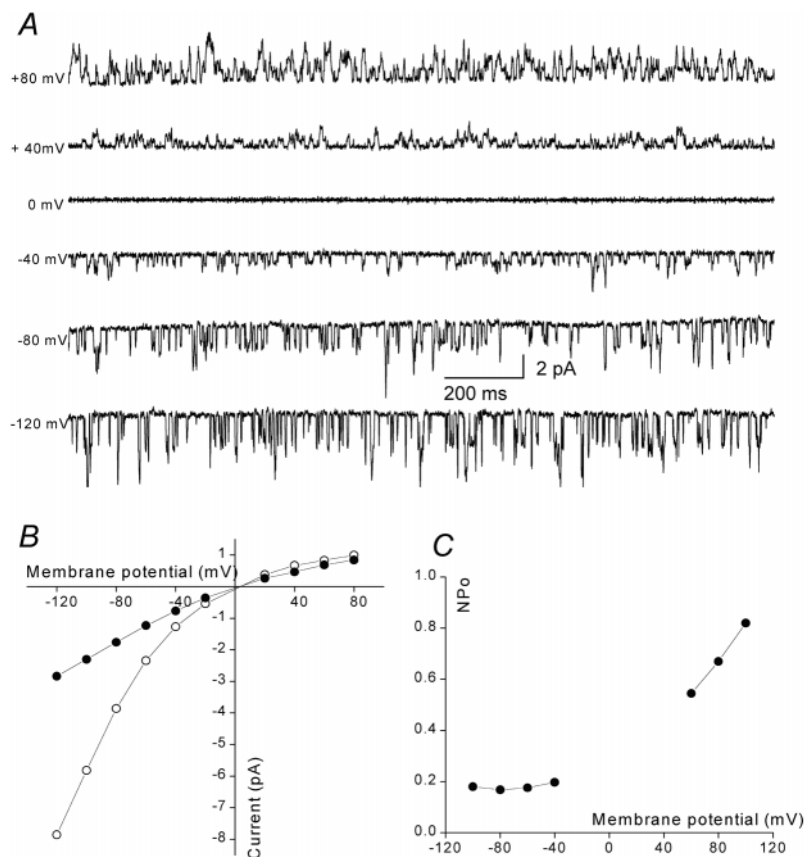 A
+80 mV
+ 40mV
0 mV
-40 mV
-80 mV
2 pA
200 ms
-120 mV
B
C
Membrane potential (mV)
-120
-80
-40
40
80
1
-1
-2
-3
-4
-5
-6
-7
-8
Current (pA)
NPo
1.0
0.8
0.6
0.4
0.2
0.0
Membrane potential (mV)
-120
-80
-40
0
40
80
120